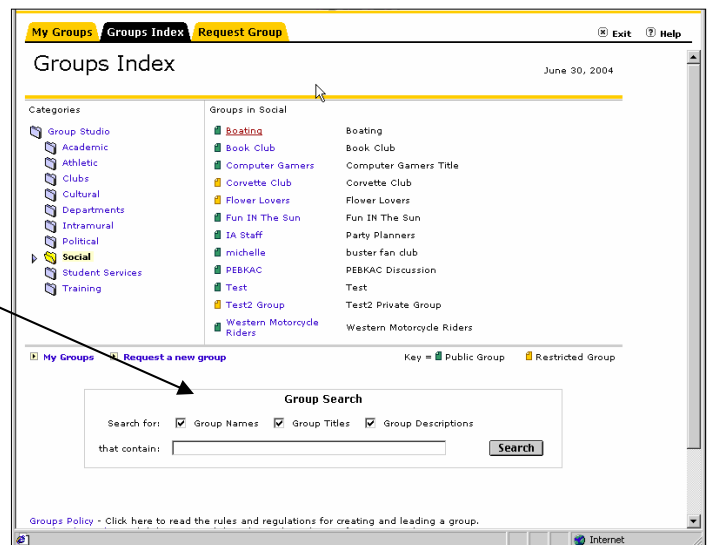 My Groups Groups Index Request Group Exit ? Help
Groups Index
June 30, 2004
Categories Groups in Social
Group Studio
Academic
Athletic
Clubs
Cultural
Departments
Intramural
Political
Social
Student Services
Training
Boating Boating
Book Club Book Club
Computer Gamers Computer Gamers Title
Corvette Club Corvette Club
Flower Lovers Flower Lovers
Fun IN The Sun Fun IN The Sun
IA Staff Party Planners
michelle buster fan club
PEBKAC PEBKAC Discussion
Test Test
Test2 Group Test2 Private Group
Western Motorcycle
Riders Western Motorcycle Riders
My Groups Request a new group Key = Public Group Restricted Group
Group Search
Search for: Group Names Group Titles Group Descriptions
that contain: Search
Groups Policy - Click here to read the rules and regulations for creating and leading a group.
Internet